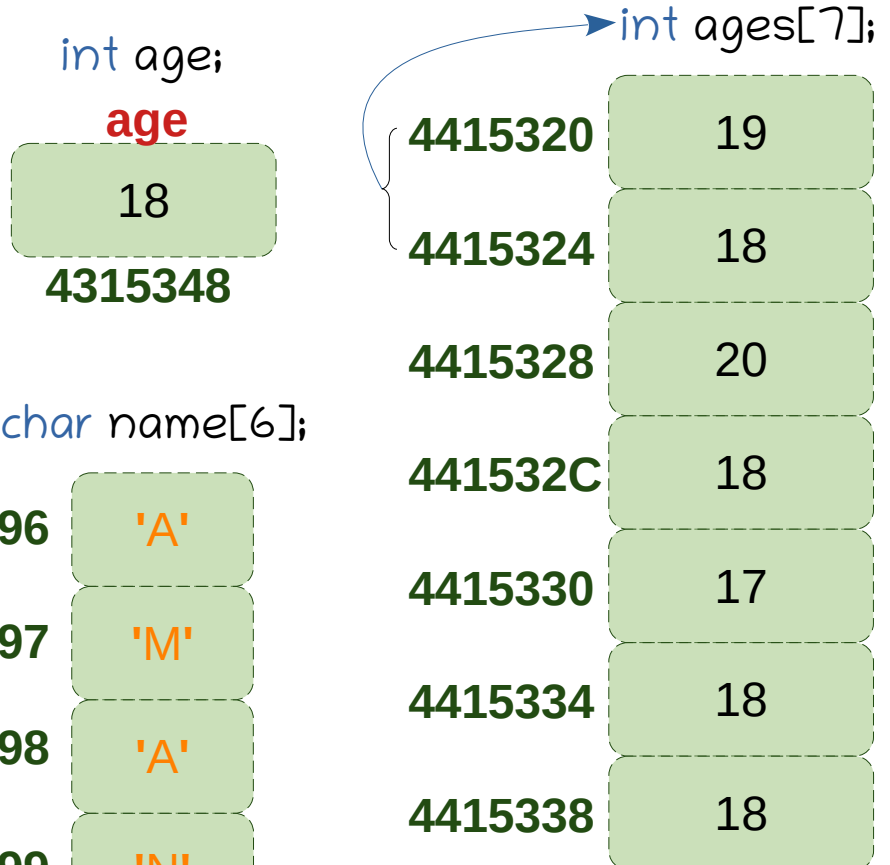 int age;
age
18
4315348
char name[6];
96 'A'
97 'M'
98 'A'
99 'N'
int ages[7];
4415320 19
4415324 18
4415328 20
441532C 18
4415330 17
4415334 18
4415338 18